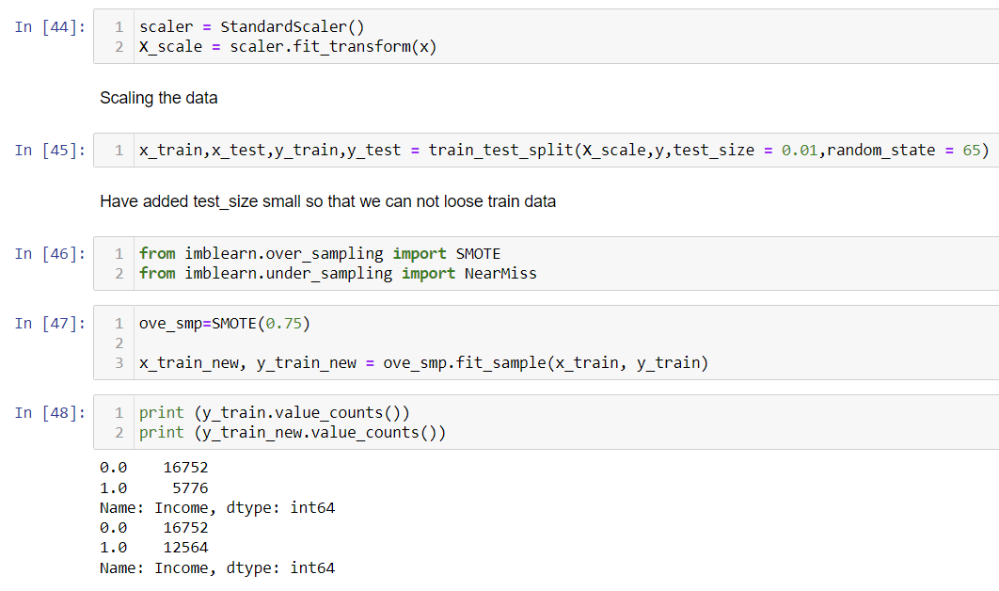 In [44]: 1 scaler = StandardScaler()
2 X_scale = scaler.fit_transform(x)
Scaling the data
In [45]: 1 x_train,x_test,y_train,y_test = train_test_split(X_scale,y,test_size = 0.01,random_state = 65)
Have added test_size small so that we can not loose train data
In [46]: 1 from imblearn.over_sampling import SMOTE
2 from imblearn.under_sampling import NearMiss
In [47]: 1 ove_smp=SMOTE(0.75)
2
3 x_train_new, y_train_new = ove_smp.fit_sample(x_train, y_train)
In [48]: 1 print (y_train.value_counts())
2 print (y_train_new.value_counts())
0.0    16752
1.0     5776
Name: Income, dtype: int64
0.0    16752
1.0    12564
Name: Income, dtype: int64